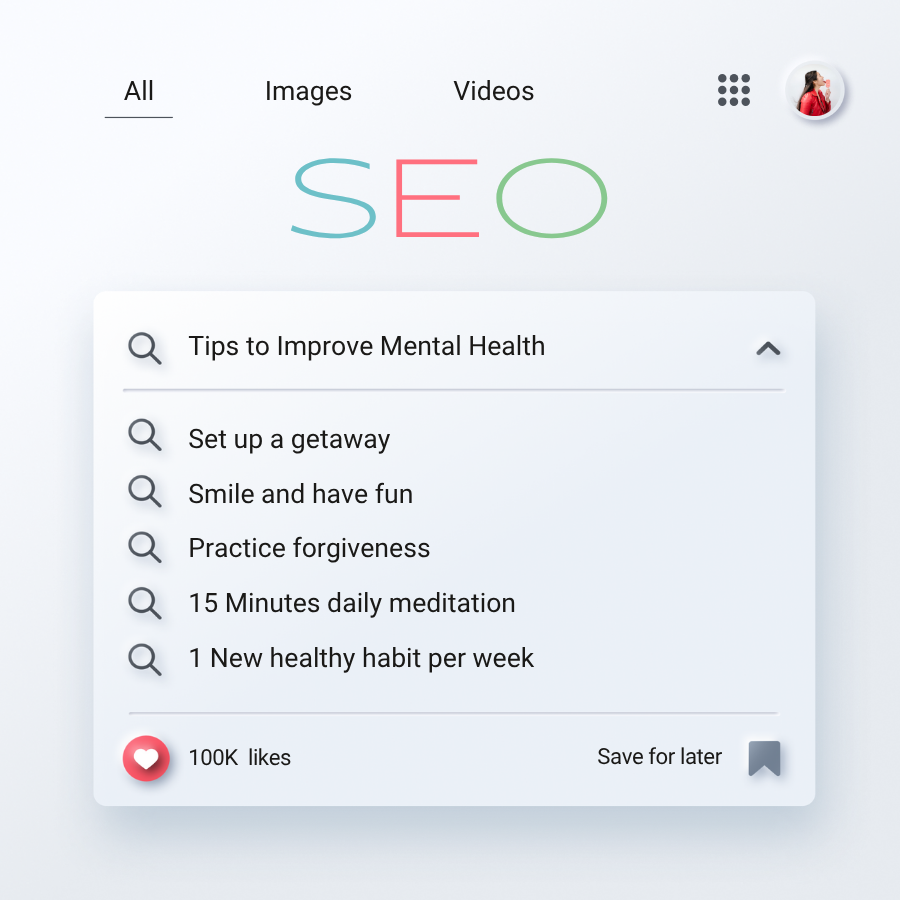 All
Images
Videos
SEO
Tips to Improve Mental Health
Set up a getaway
Smile and have fun
Practice forgiveness
15 Minutes daily meditation
1 New healthy habit per week
100K likes
Save for later